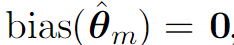 bias(𝜽̂ₘ) = 𝟎,